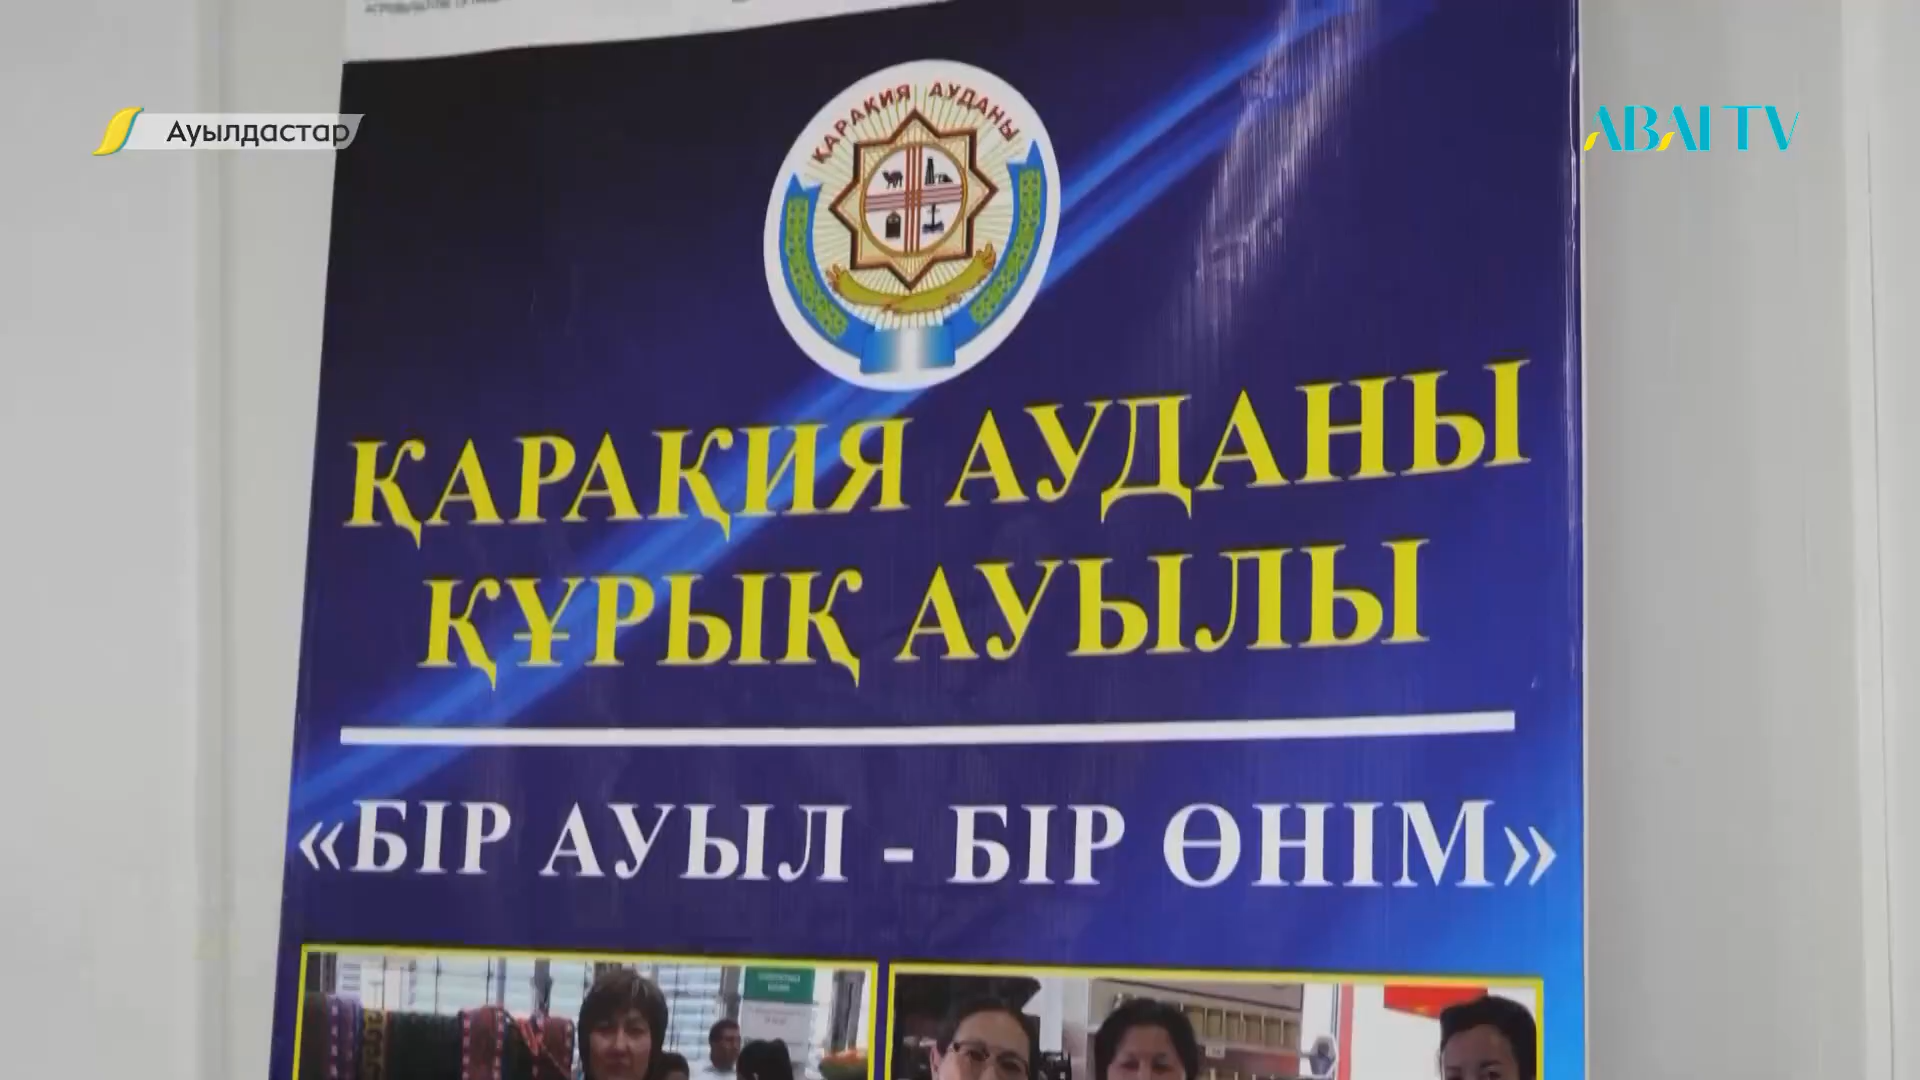 Ауылдастар
ABAI TV
ҚАРАҚИЯ АУДАНЫ
ҚАРАҚИЯ АУДАНЫ
ҚҰРЫҚ АУЫЛЫ
«БІР АУЫЛ - БІР ӨНІМ»